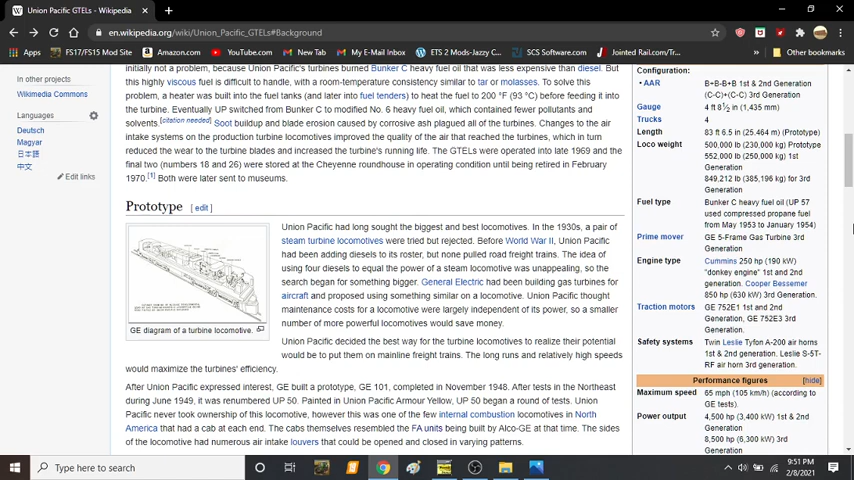 Union Pacific GTELs - Wikipedia
en.wikipedia.org/wiki/Union_Pacific_GTELs#Background
Apps FS17/FS15 Mod Site Amazon.com YouTube.com New Tab My E-mail Inbox ETS 2 Mods-Jazzy C... SCS Software.com Jointed Rail.com/Tr... Other bookmarks
In other projects
Wikimedia Commons
Languages
Deutsch
Magyar
日本語
中文
Edit links
initially not a problem, because Union Pacific's turbines burned Bunker C heavy fuel oil that was less expensive than diesel. But
this highly viscous fuel is difficult to handle, with a room-temperature consistency similar to tar or molasses. To solve this
problem, a heater was built into the fuel tanks (and later into fuel tenders) to heat the fuel to 200 °F (93 °C) before feeding it into
the turbine. Eventually UP switched from Bunker C to modified No. 6 heavy fuel oil, which contained fewer pollutants and
solvents.[citation needed] Soot buildup and blade erosion caused by corrosive ash plagued all of the turbines. Changes to the air
intake systems on the production turbine locomotives improved the quality of the air that reached the turbines, which in turn
reduced the wear to the turbine blades and increased the turbine's running life. The GTELs were operated into late 1969 and the
final two (numbers 18 and 26) were stored at the Cheyenne roundhouse in operating condition until being retired in February
1970.[1] Both were later sent to museums.
Prototype [ edit ]
GE diagram of a turbine locomotive.
Union Pacific had long sought the biggest and best locomotives. In the 1930s, a pair of
steam turbine locomotives were tried but rejected. Before World War II, Union Pacific
had been adding diesels to its roster, but none pulled road freight trains. The idea of
using four diesels to equal the power of a steam locomotive was unappealing, so the
search began for something bigger. General Electric had been building gas turbines for
aircraft and proposed using something similar on a locomotive. Union Pacific thought
maintenance costs for a locomotive were largely independent of its power, so a smaller
number of more powerful locomotives would save money.
Union Pacific decided the best way for the turbine locomotives to realize their potential
would be to put them on mainline freight trains. The long runs and relatively high speeds
would maximize the turbines' efficiency.
After Union Pacific expressed interest, GE built a prototype, GE 101, completed in November 1948. After tests in the Northeast
during June 1949, it was renumbered UP 50. Painted in Union Pacific Armour Yellow, UP 50 began a round of tests. Union
Pacific never took ownership of this locomotive, however this was one of the few internal combustion locomotives in North
America that had a cab at each end. The cabs themselves resembled the FA units being built by Alco-GE at that time. The sides
of the locomotive had numerous air intake louvers that could be opened and closed in varying patterns.
Configuration:
• AAR B+B-B+B 1st & 2nd Generation
(C-C)+(C-C) 3rd Generation
Gauge 4 ft 8 1⁄2 in (1,435 mm)
Trucks 4
Length 83 ft 6.5 in (25.464 m) (Prototype)
Loco weight 500,000 lb (230,000 kg) Prototype
552,000 lb (250,000 kg) 1st
Generation
849,212 lb (385,196 kg) for 3rd
Generation
Fuel type Bunker C heavy fuel oil (UP 57
used compressed propane fuel
from May 1953 to January 1954)
Prime mover GE 5-Frame Gas Turbine 3rd
Generation
Engine type Cummins 250 hp (190 kW)
"donkey engine" 1st and 2nd
generation. Cooper Bessemer
850 hp (630 kW) 3rd Generation.
Traction motors GE 752E1 1st and 2nd
Generation, GE 752E3 3rd
Generation.
Safety systems Twin Leslie Tyfon A-200 air horns
1st & 2nd generation. Leslie S-5T-
RF air horn 3rd generation.
Performance figures [hide]
Maximum speed 65 mph (105 km/h) (according to
GE tests).
Power output 4,500 hp (3,400 kW) 1st & 2nd
Generation
8,500 hp (6,300 kW) 3rd
Generation
Type here to search
9:51 PM
2/8/2021